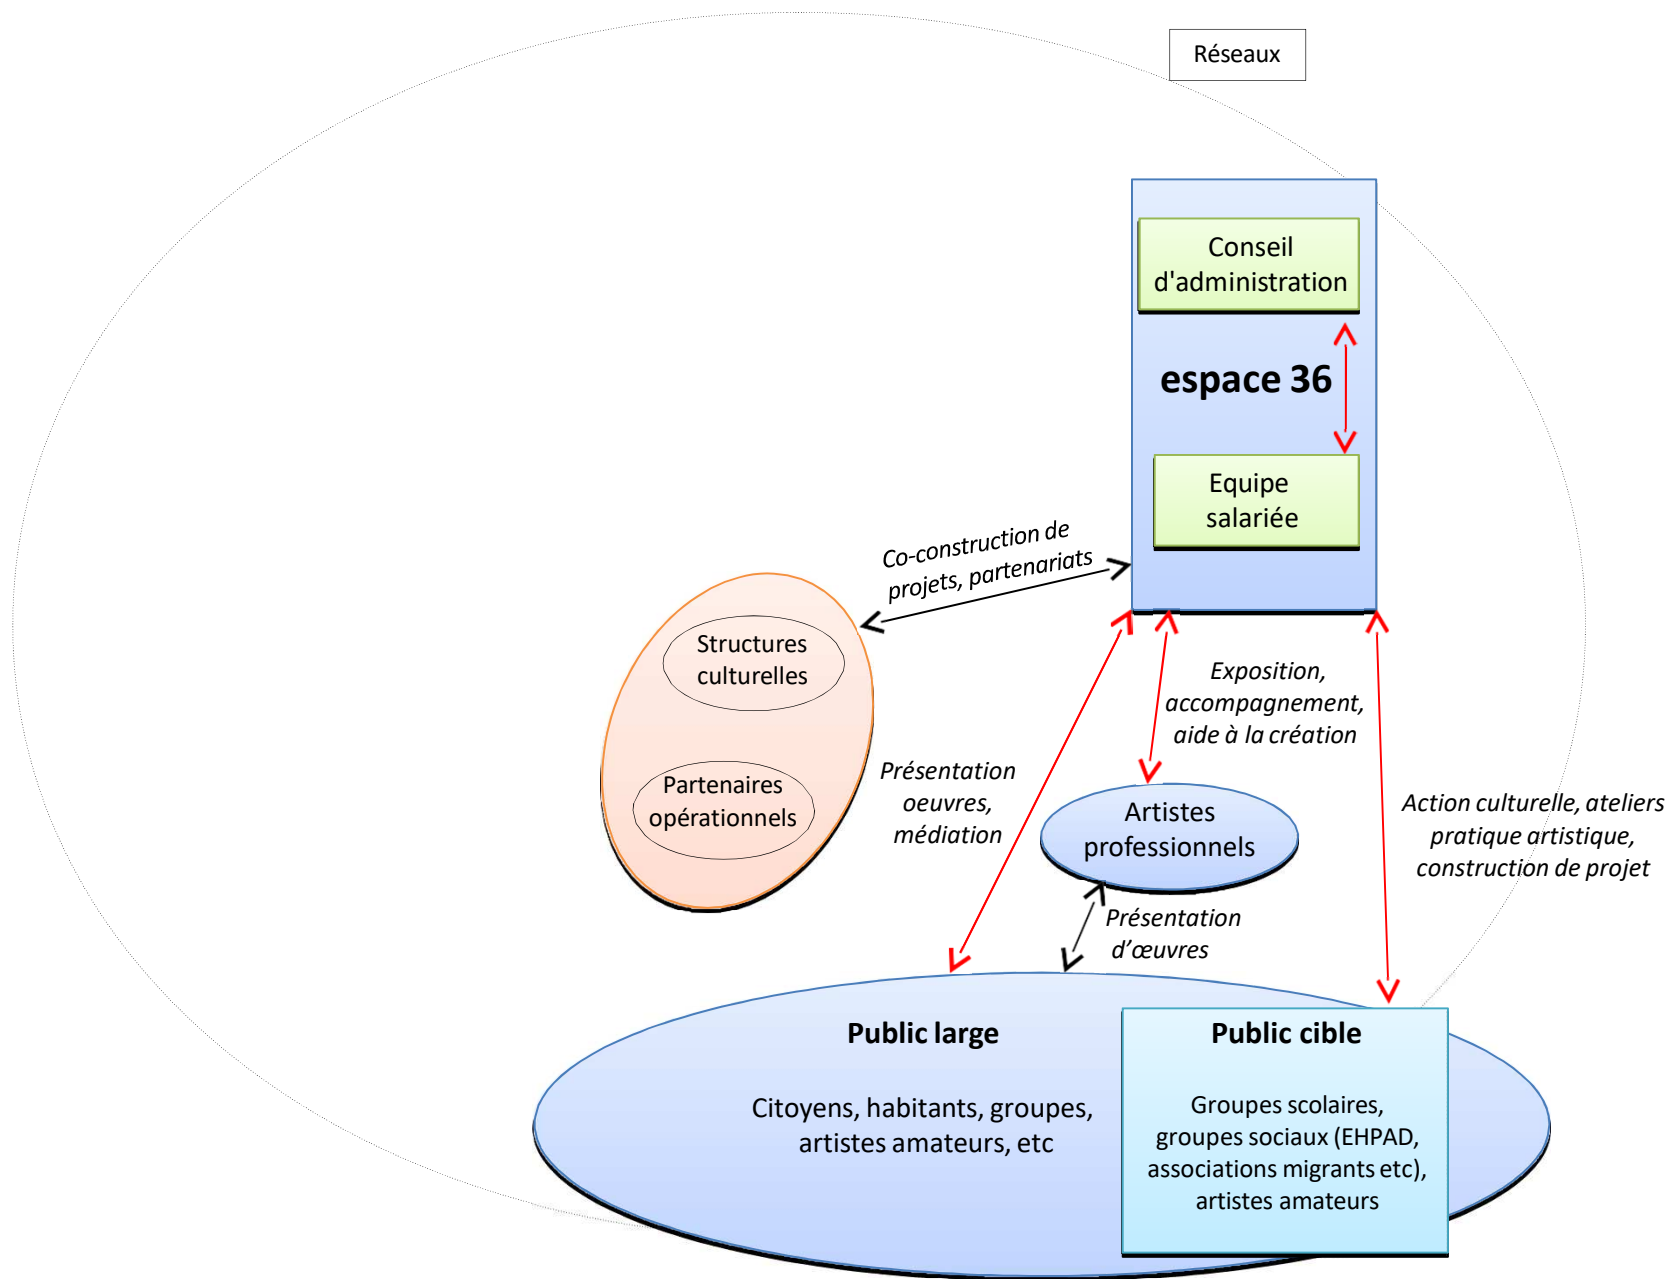 Réseaux
Conseil
d'administration
espace 36
Equipe
salariée
Co-construction de
projets, partenariats
Structures
culturelles
Partenaires
opérationnels
Présentation
oeuvres,
médiation
Exposition,
accompagnement,
aide à la création
Artistes
professionnels
Action culturelle, ateliers
pratique artistique,
construction de projet
Présentation
d’œuvres
Public large
Citoyens, habitants, groupes,
artistes amateurs, etc
Public cible
Groupes scolaires,
groupes sociaux (EHPAD,
associations migrants etc),
artistes amateurs